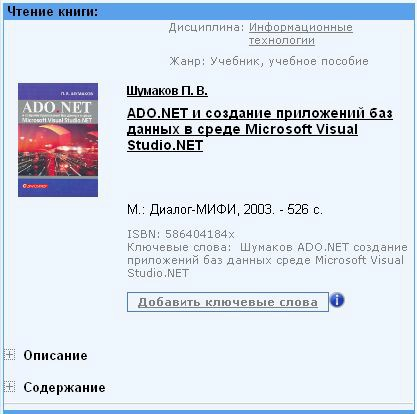 Чтение книги:
Дисциплина: Информационные
технологии
Жанр: Учебник, учебное пособие
П.В. ШУМАКОВ
ADO.NET
и создание приложений баз данных в среде
Microsoft Visual Studio.NET
Шумаков П. В.
ADO.NET и создание приложений баз
данных в среде Microsoft Visual
Studio.NET
М.: Диалог-МИФИ, 2003. - 526 с.
ISBN: 586404184x
Ключевые слова: Шумаков ADO.NET создание
приложений баз данных среде Microsoft Visual
Studio.NET
Добавить ключевые слова
Описание
Содержание